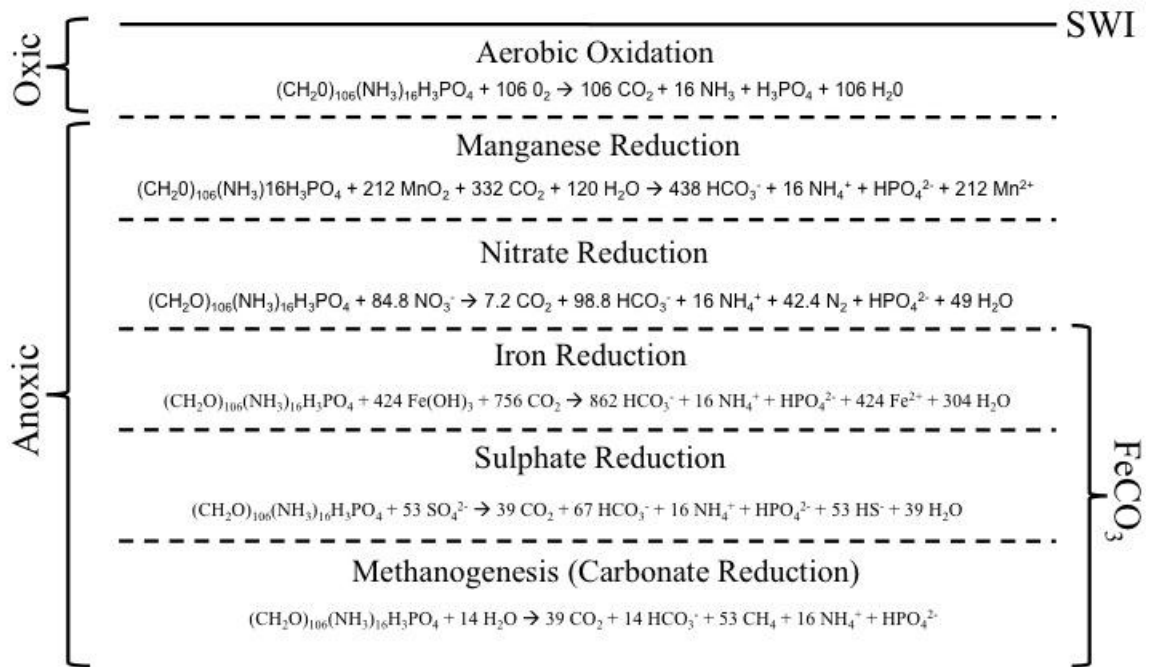 SWI
Oxic
Aerobic Oxidation
(CH₂0)₁₀₆(NH₃)₁₆H₃PO₄ + 106 0₂ → 106 CO₂ + 16 NH₃ + H₃PO₄ + 106 H₂0
Anoxic
Manganese Reduction
(CH₂0)₁₀₆(NH₃)16H₃PO₄ + 212 MnO₂ + 332 CO₂ + 120 H₂O → 438 HCO₃⁻ + 16 NH₄⁺ + HPO₄²⁻ + 212 Mn²⁺
Nitrate Reduction
(CH₂O)₁₀₆(NH₃)₁₆H₃PO₄ + 84.8 NO₃⁻ → 7.2 CO₂ + 98.8 HCO₃⁻ + 16 NH₄⁺ + 42.4 N₂ + HPO₄²⁻ + 49 H₂O
Iron Reduction
(CH₂O)₁₀₆(NH₃)₁₆H₃PO₄ + 424 Fe(OH)₃ + 756 CO₂ → 862 HCO₃⁻ + 16 NH₄⁺ + HPO₄²⁻ + 424 Fe²⁺ + 304 H₂O
FeCO₃
Sulphate Reduction
(CH₂O)₁₀₆(NH₃)₁₆H₃PO₄ + 53 SO₄²⁻ → 39 CO₂ + 67 HCO₃⁻ + 16 NH₄⁺ + HPO₄²⁻ + 53 HS⁻ + 39 H₂O
Methanogenesis (Carbonate Reduction)
(CH₂O)₁₀₆(NH₃)₁₆H₃PO₄ + 14 H₂O → 39 CO₂ + 14 HCO₃⁻ + 53 CH₄ + 16 NH₄⁺ + HPO₄²⁻